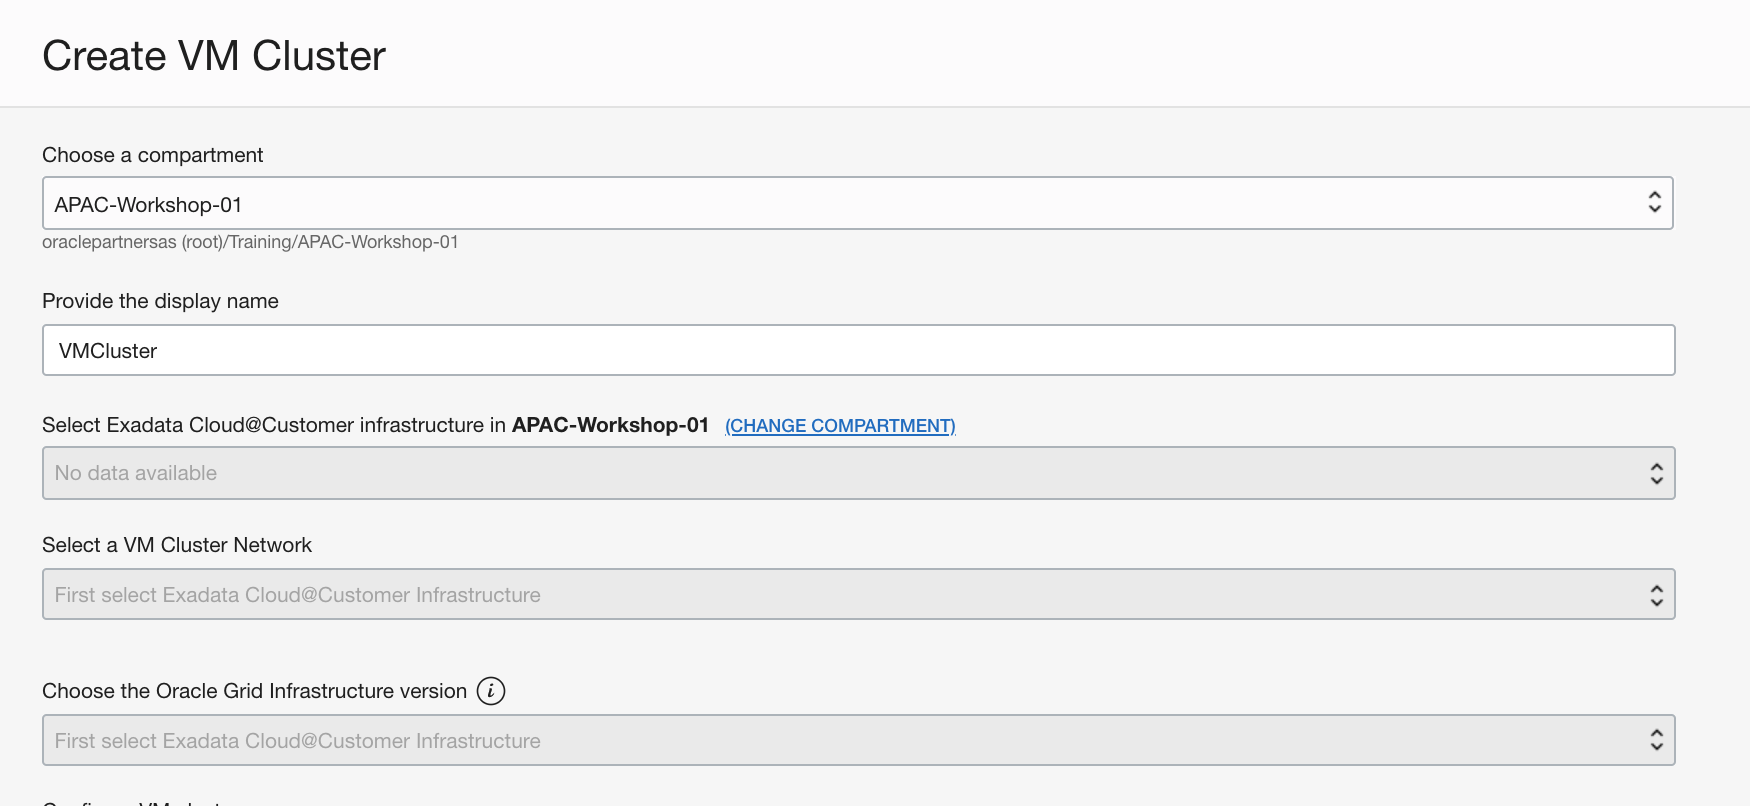 Create VM Cluster
Choose a compartment
APAC-Workshop-01
oraclepartnersas (root)/Training/APAC-Workshop-01
Provide the display name
VMCluster
Select Exadata Cloud@Customer infrastructure in APAC-Workshop-01 (CHANGE COMPARTMENT)
No data available
Select a VM Cluster Network
First select Exadata Cloud@Customer Infrastructure
Choose the Oracle Grid Infrastructure version i
First select Exadata Cloud@Customer Infrastructure